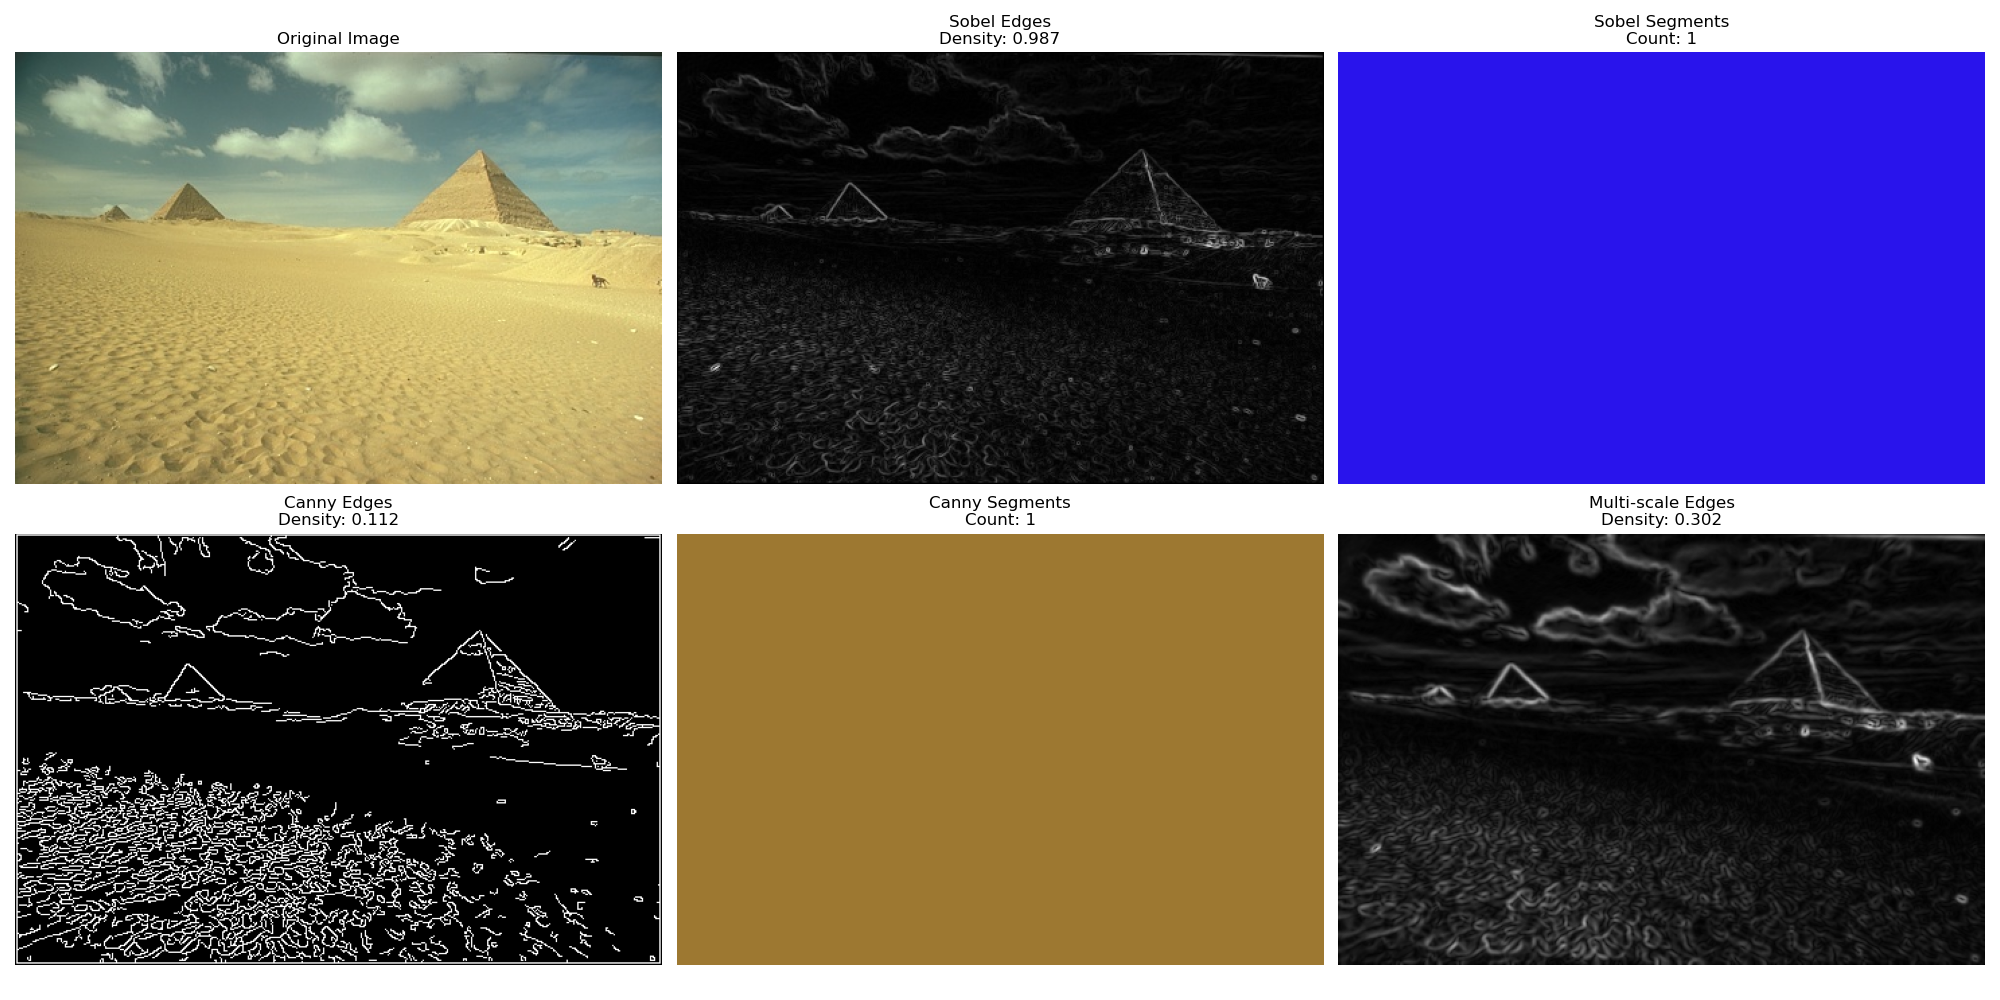 Original Image
Sobel Edges
Density: 0.987
Sobel Segments
Count: 1
Canny Edges
Density: 0.112
Canny Segments
Count: 1
Multi-scale Edges
Density: 0.302